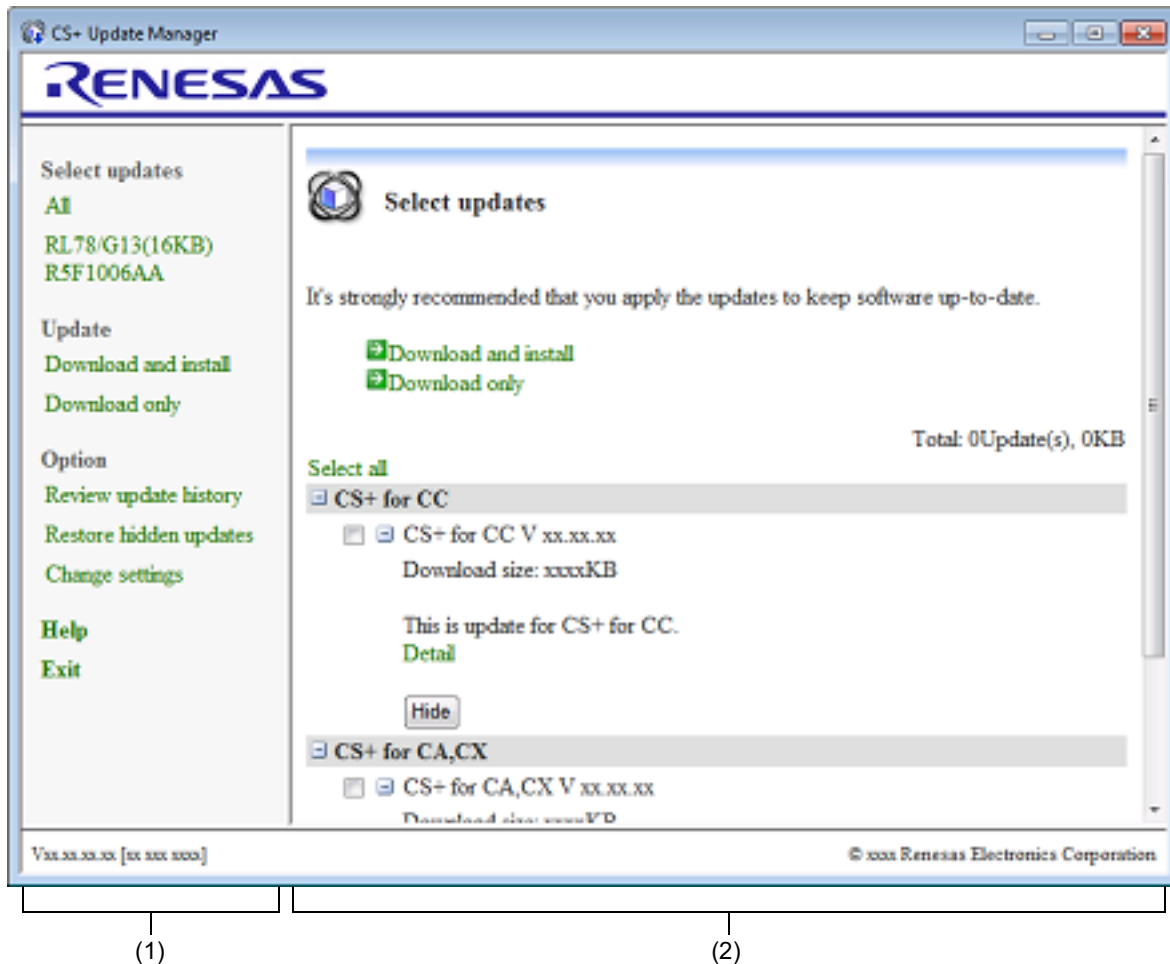 CS+ Update Manager
RENESAS
Select updates
All
RL78/G13(16KB)
R5F1006AA
Update
Download and install
Download only
Option
Review update history
Restore hidden updates
Change settings
Help
Exit
Select updates
It's strongly recommended that you apply the updates to keep software up-to-date.
Download and install
Download only
Total: 0Update(s), 0KB
Select all
CS+ for CC
CS+ for CC V xx.xx.xx
Download size: xxxxKB
This is update for CS+ for CC.
Detail
Hide
CS+ for CA,CX
CS+ for CA,CX V xx.xx.xx
Download size: xxxxKB
Vxx.xx.xx.xx [xx xxx xxxx]
© xxxx Renesas Electronics Corporation
(1)
(2)